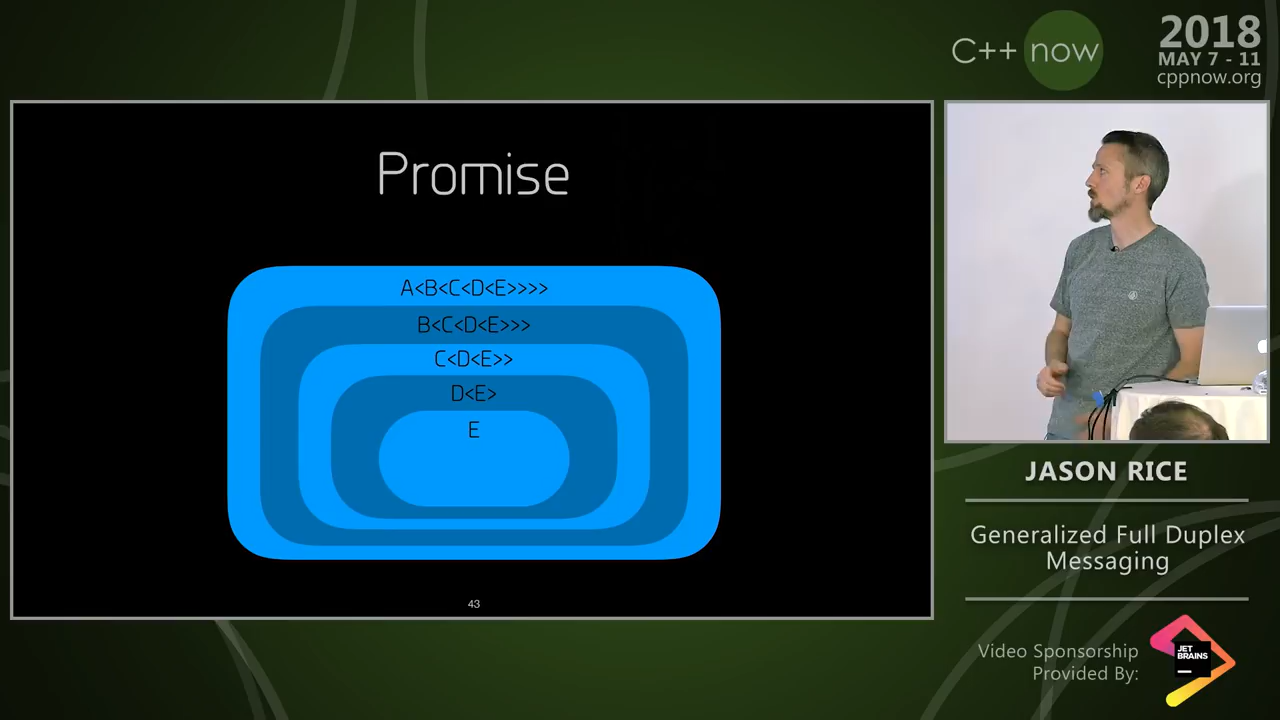 C++ now
2018
MAY 7 - 11
cppnow.org
Promise
A<B<C<D<E>>>>
B<C<D<E>>>
C<D<E>>
D<E>
E
43
JASON RICE
Generalized Full Duplex
Messaging
Video Sponsorship
Provided By:
JET
BRAINS